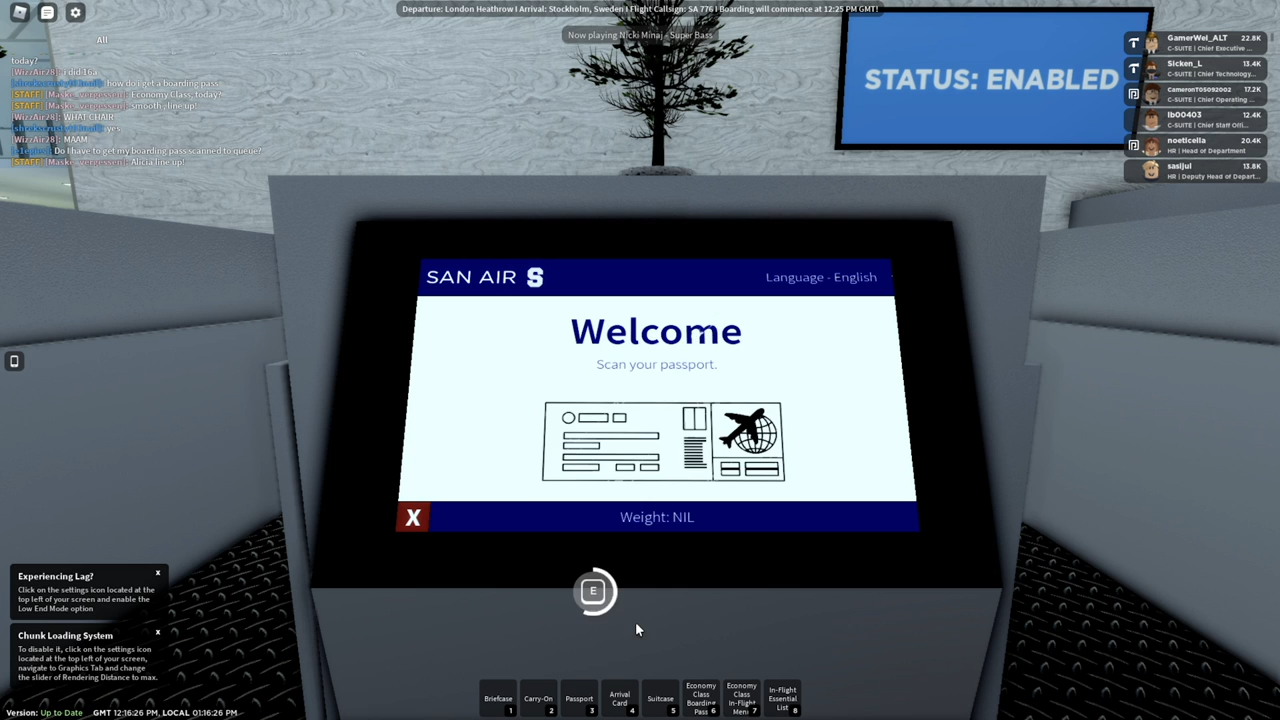 Departure: London Heathrow I Arrival: Stockholm, Sweden I Flight Callsign: SA 776 I Boarding will commence at 12:25 PM GMT!
Now playing Nicki Minaj - Super Bass
All
today?
[WizzAir28]: i did 16a
how do i get a boarding pass
[STAFF] Economy Class, today?
[STAFF] smooth, line up!
[WizzAir28]: WHAT CHAIR
yes
[WizzAir28]: MAAM
Do i have to get my boarding pass scanned to queue?
[STAFF] Alicia line up!
STATUS: ENABLED
GamerWei_ALT 22.8K
C-SUITE | Chief Executive ...
Sicken_L 13.4K
C-SUITE | Chief Technology...
CameronT05092002 17.2K
C-SUITE | Chief Operating ...
lb00403 12.4K
C-SUITE | Chief Staff Offi...
noeticella 20.4K
HR | Head of Department
sasijui 13.8K
HR | Deputy Head of Depart...
SAN AIR S
Language - English
Welcome
Scan your passport.
X
Weight: NIL
E
Experiencing Lag? x
Click on the settings icon located at the
top left of your screen and enable the
Low End Mode option
Chunk Loading System x
To disable it, click on the settings icon
located at the top left of your screen,
navigate to Graphics Tab and change
the slider of Rendering Distance to max.
Briefcase 1
Carry-On 2
Passport 3
Arrival Card 4
Suitcase 5
Economy Class Boarding Pass 6
Economy Class In-Flight Menu 7
In-Flight Essential List 8
Version: Up to Date GMT 12:16:26 PM, LOCAL 01:16:26 PM